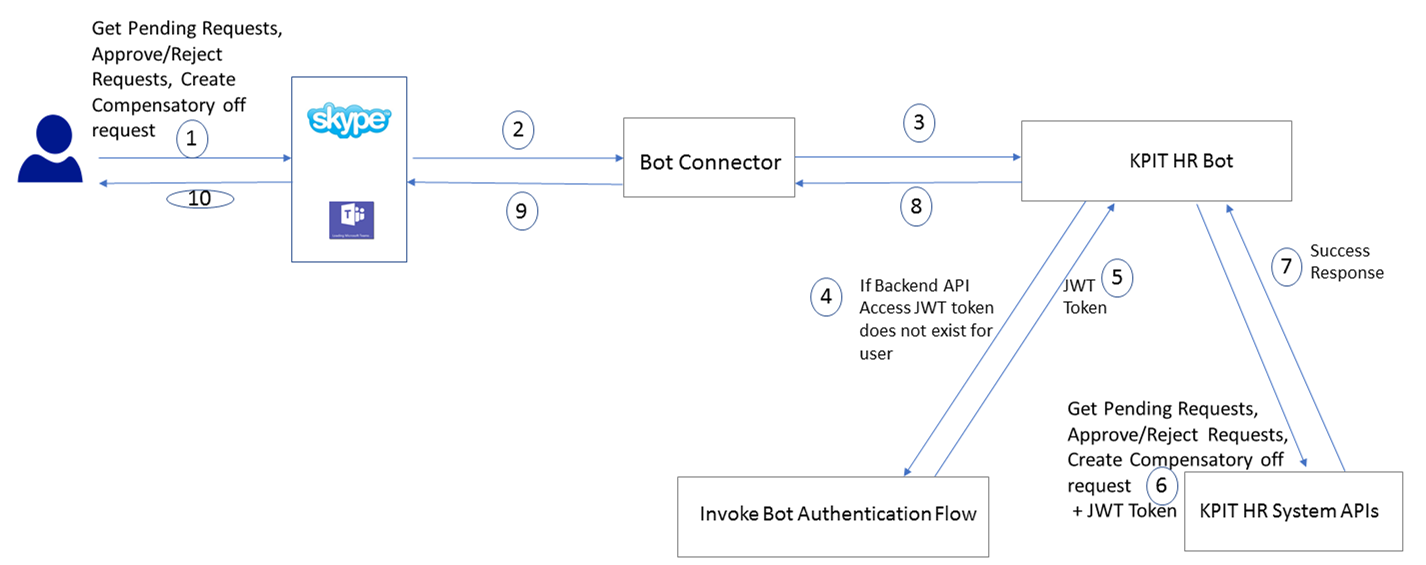 Get Pending Requests,
Approve/Reject
Requests, Create
Compensatory off
request
1
10
skype
T
2
9
Bot Connector
3
8
KPIT HR Bot
4
If Backend API
Access JWT token
does not exist for
user
JWT
Token
5
7
Success
Response
Get Pending Requests,
Approve/Reject Requests,
Create Compensatory off
request
6
+ JWT Token
Invoke Bot Authentication Flow
KPIT HR System APIs